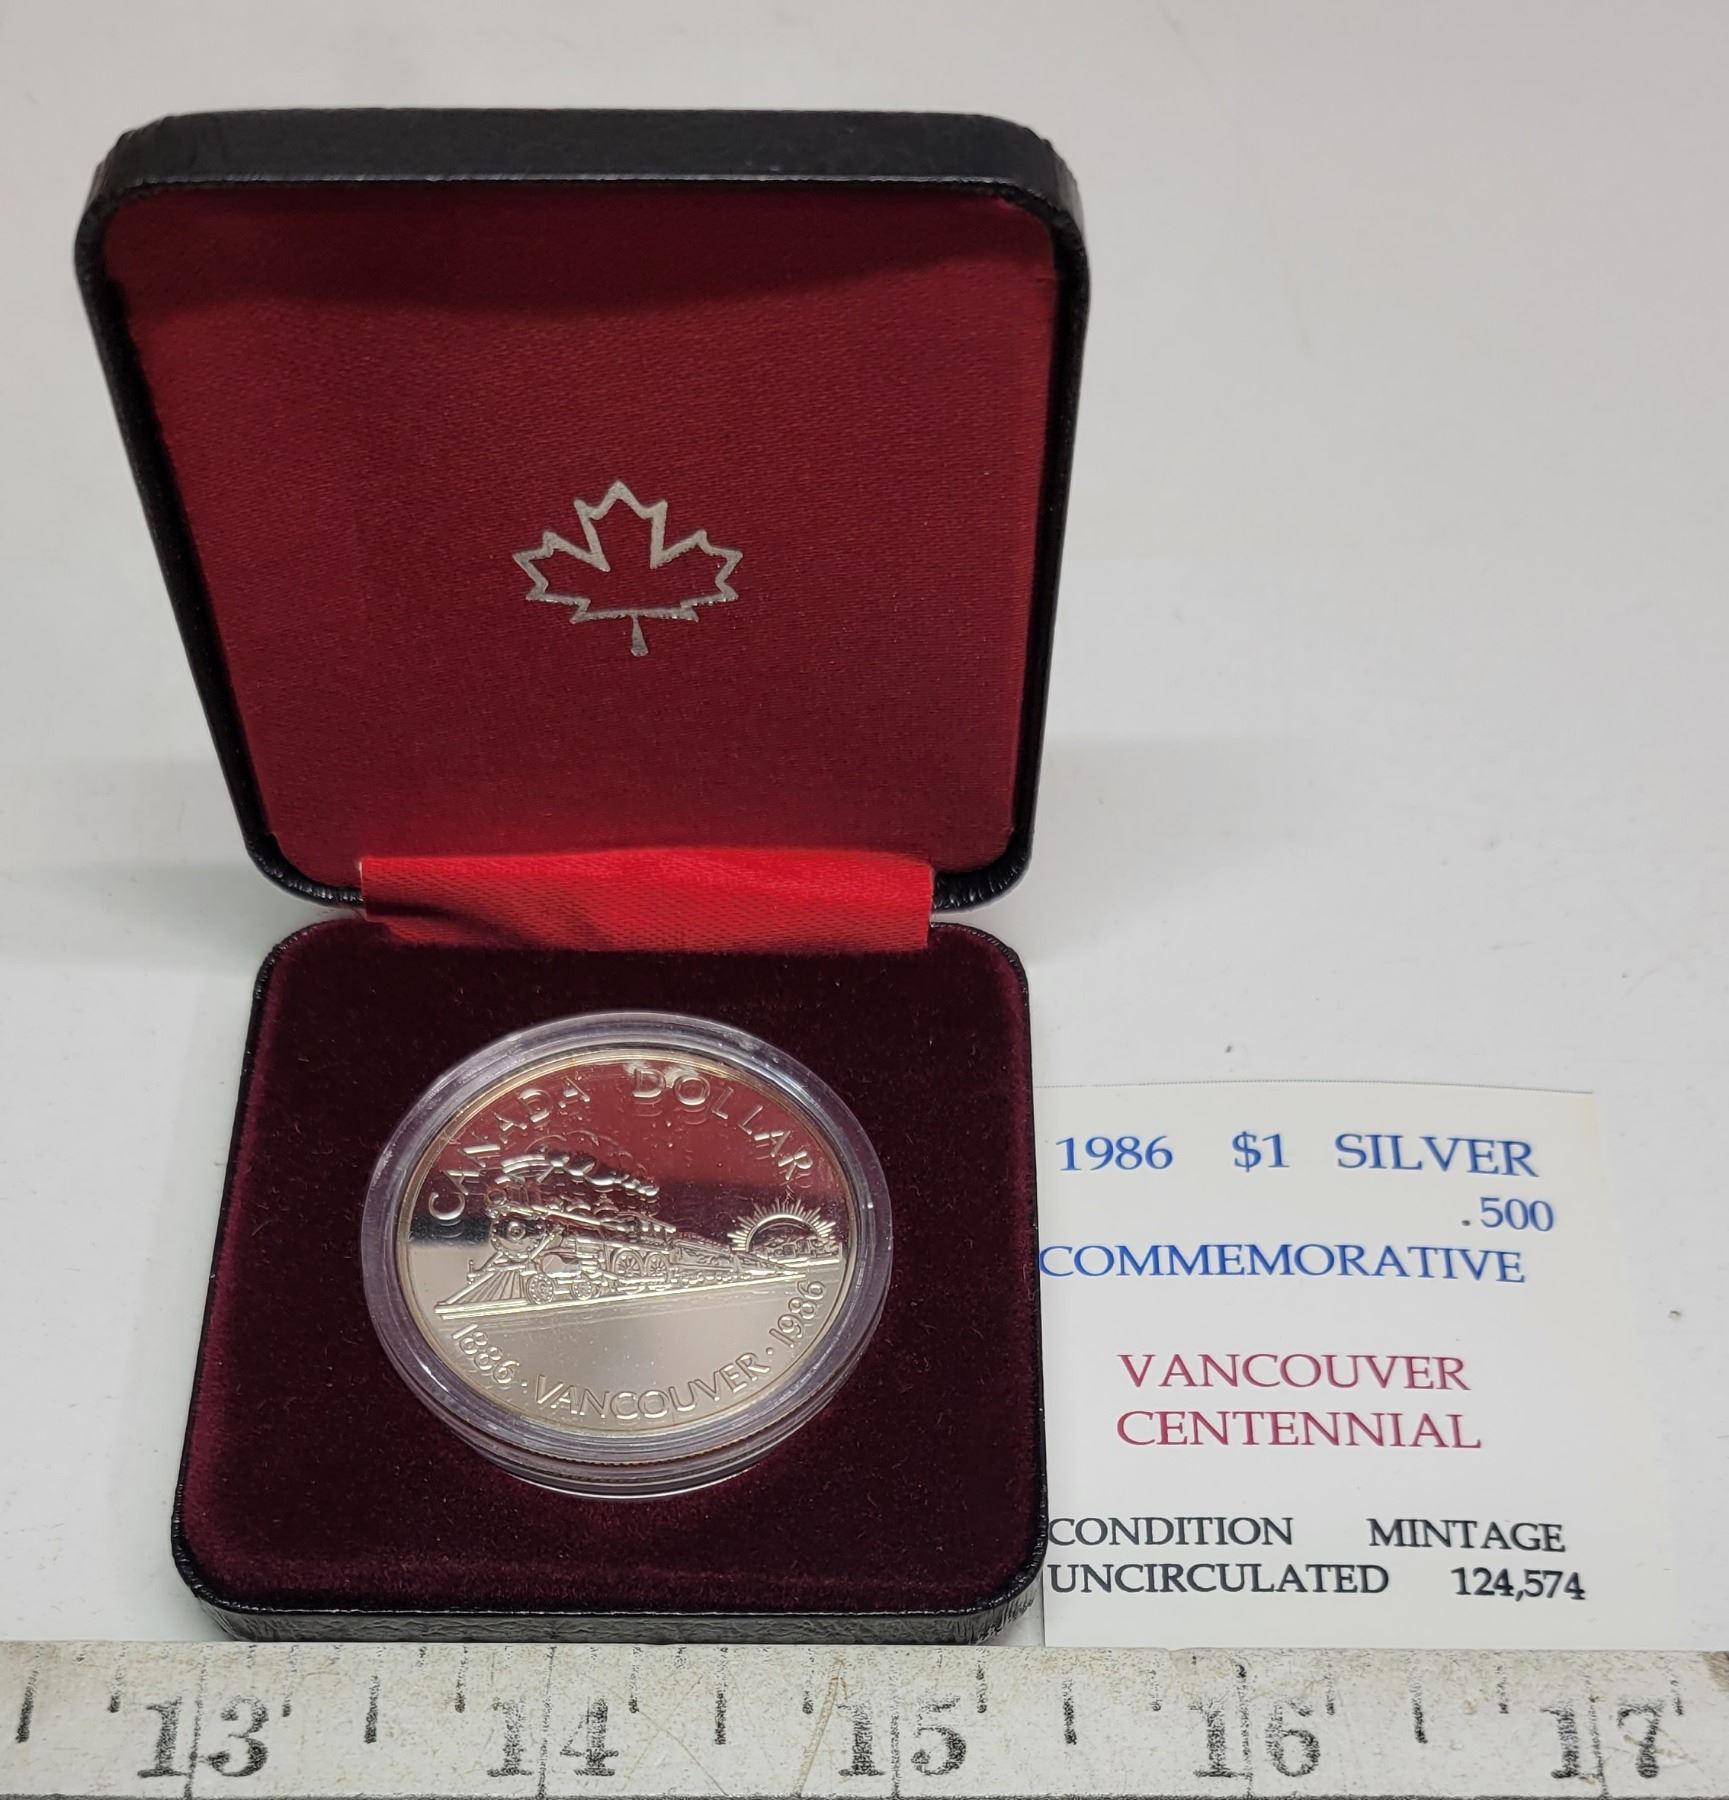 CANADA DOLLAR
1886 · VANCOUVER · 1986
1986 $1 SILVER
.500
COMMEMORATIVE
VANCOUVER
CENTENNIAL
CONDITION MINTAGE
UNCIRCULATED 124,574
13 14 15 16 17